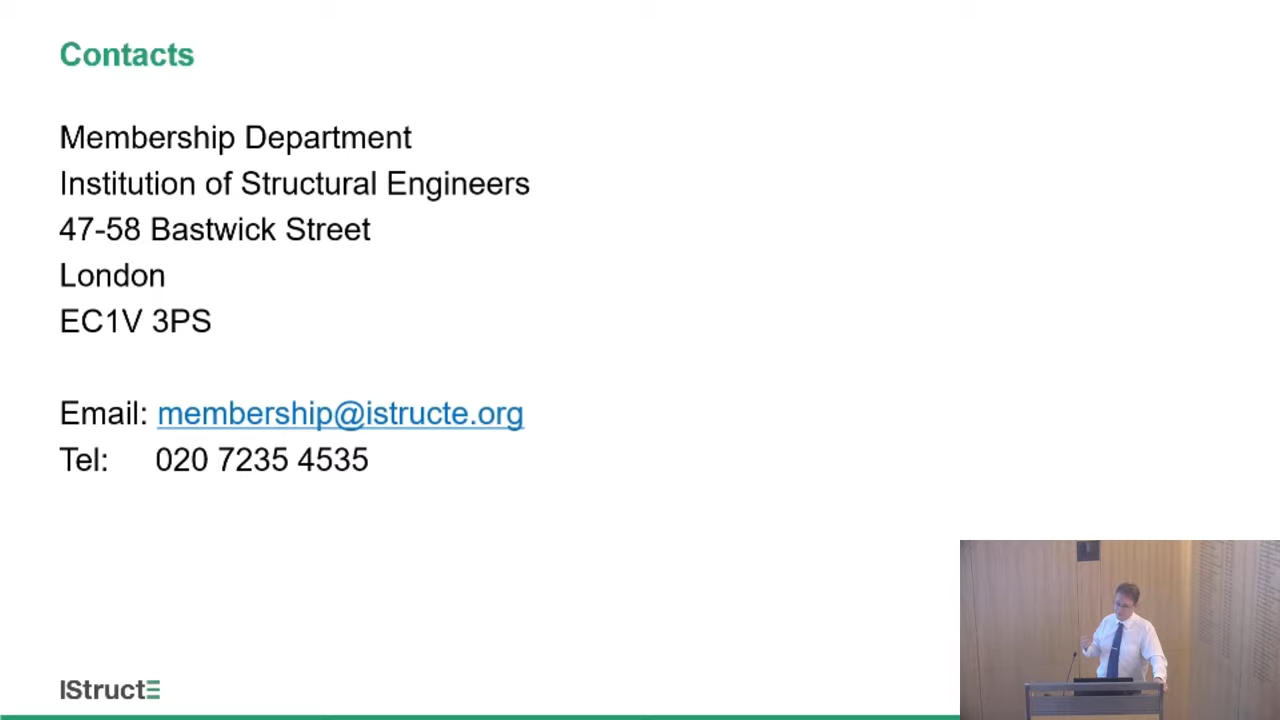 Contacts
Membership Department
Institution of Structural Engineers
47-58 Bastwick Street
London
EC1V 3PS
Email: membership@istructe.org
Tel: 020 7235 4535
IStructE